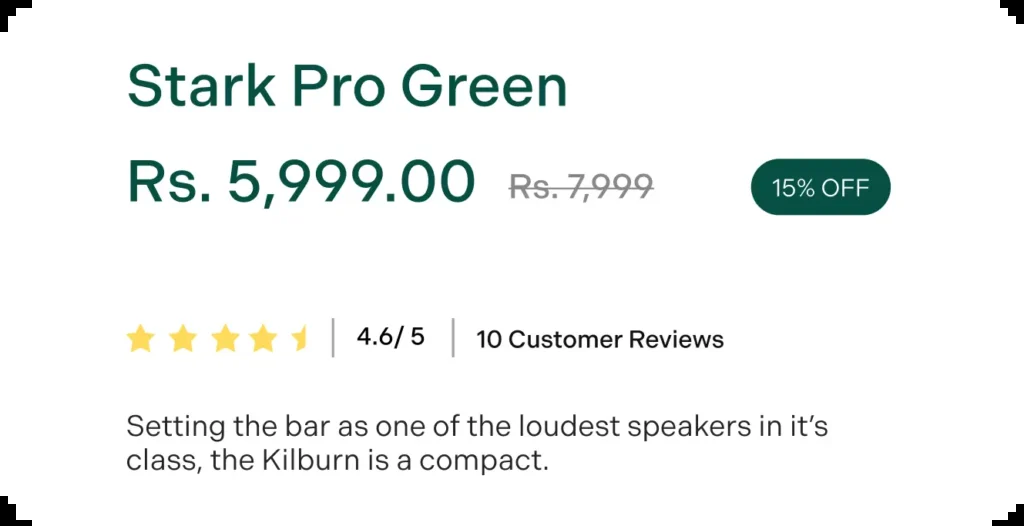 Stark Pro Green
Rs. 5,999.00 Rs. 7,999 15% OFF
4.6/ 5 10 Customer Reviews
Setting the bar as one of the loudest speakers in it’s
class, the Kilburn is a compact.